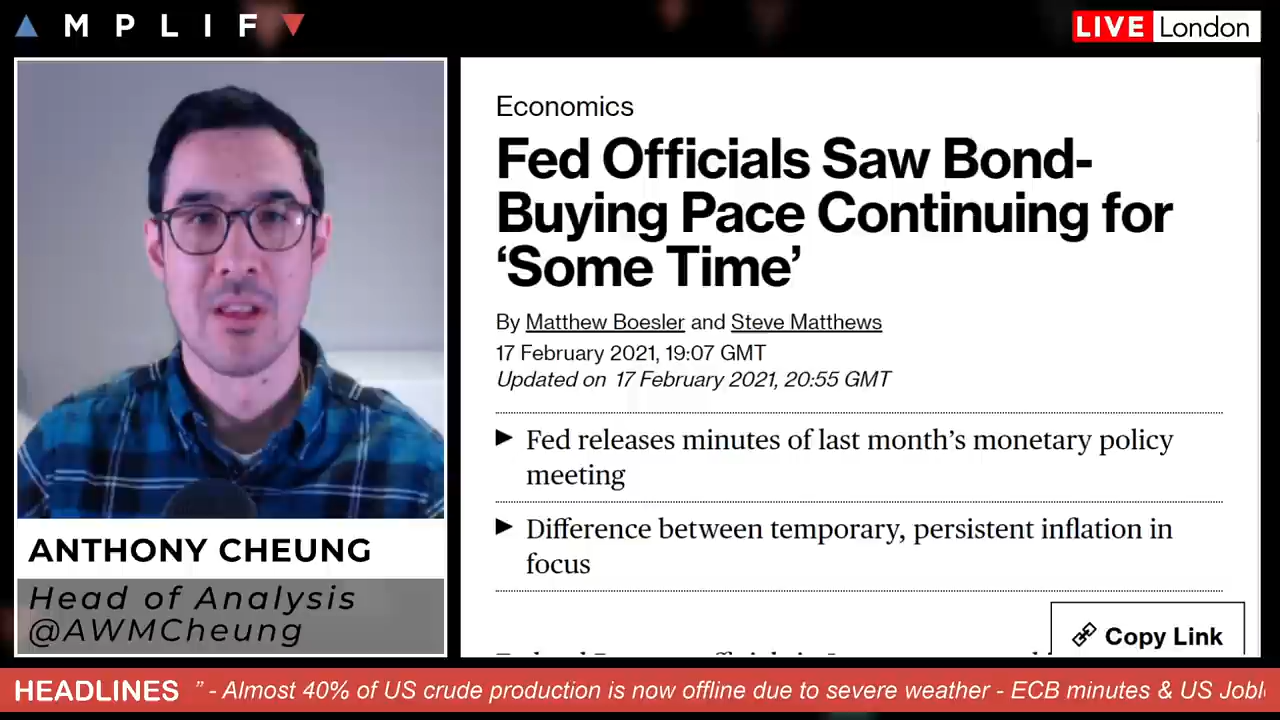 AMPLIFY
LIVE London
Economics
Fed Officials Saw Bond-
Buying Pace Continuing for
‘Some Time’
By Matthew Boesler and Steve Matthews
17 February 2021, 19:07 GMT
Updated on 17 February 2021, 20:55 GMT
▶ Fed releases minutes of last month’s monetary policy
meeting
▶ Difference between temporary, persistent inflation in
focus
Copy Link
ANTHONY CHEUNG
Head of Analysis
@AWMCheung
HEADLINES ” - Almost 40% of US crude production is now offline due to severe weather - ECB minutes & US Jobl